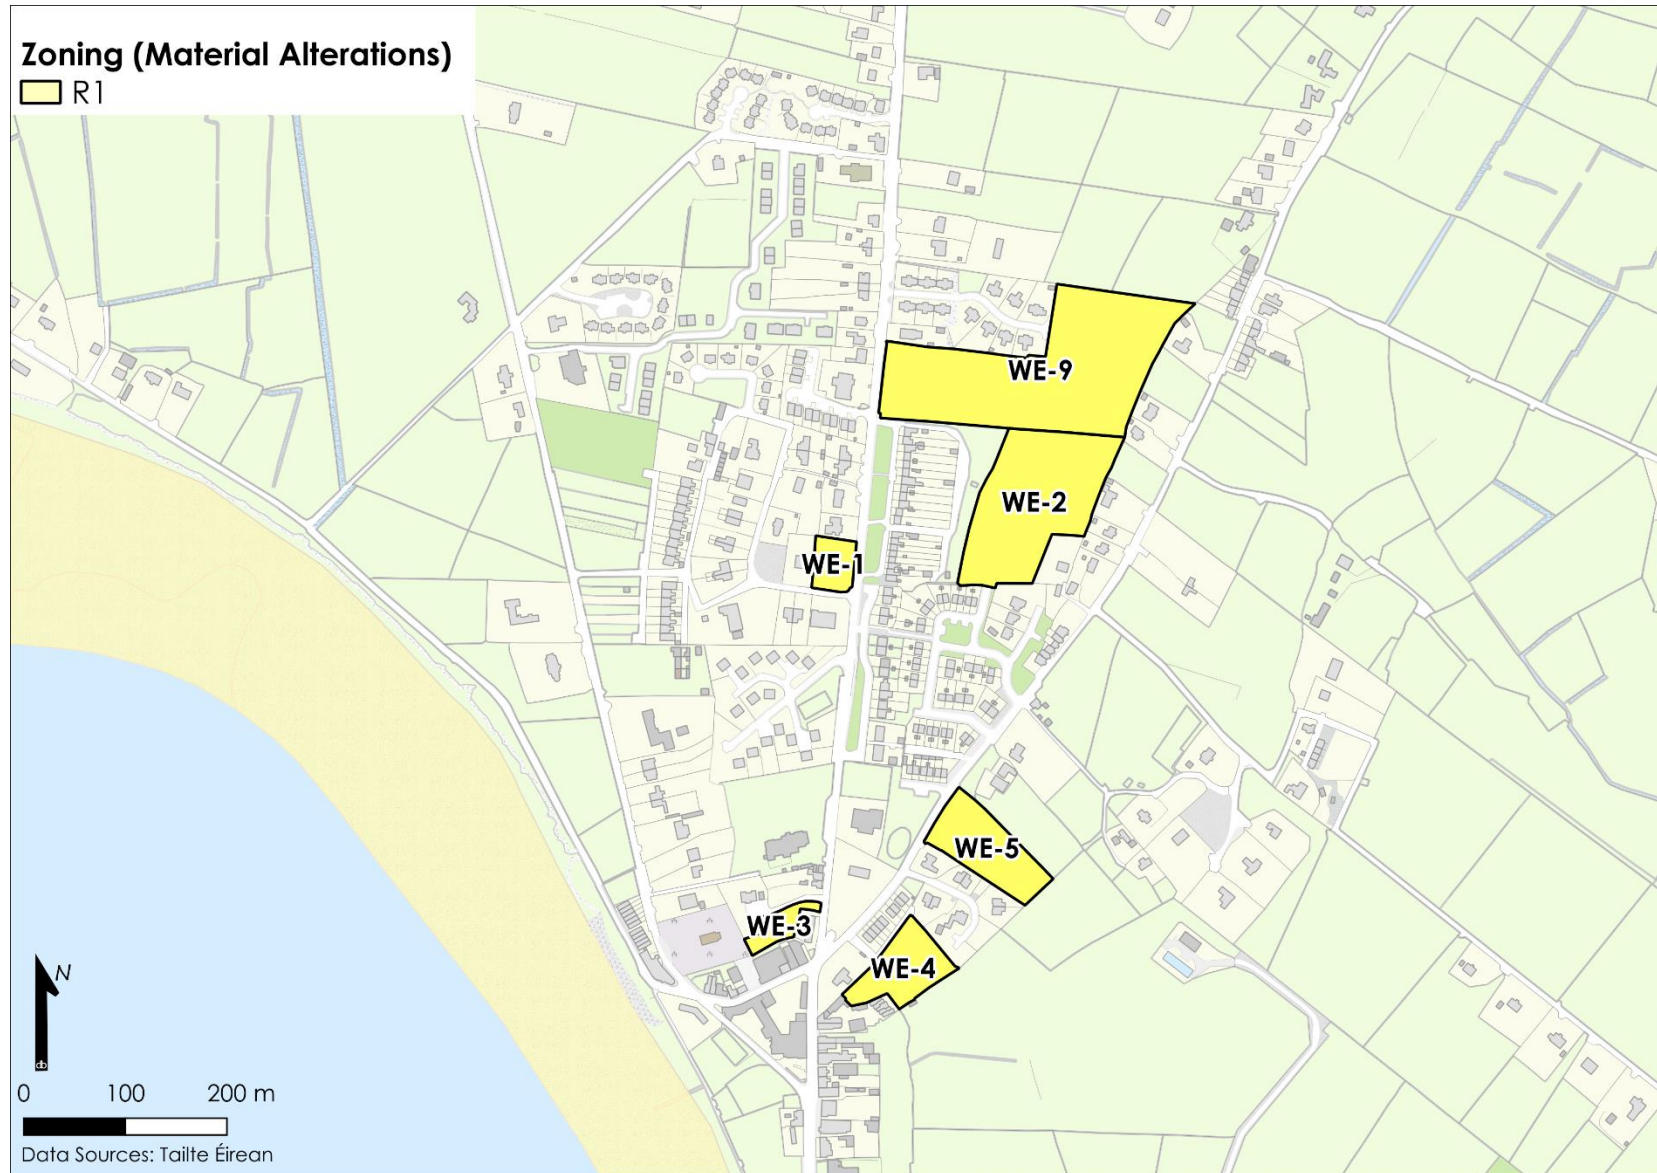 Zoning (Material Alterations)
R1
WE-9
WE-2
WE-1
WE-5
WE-3
WE-4
N
0 100 200 m
Data Sources: Tailte Éirean